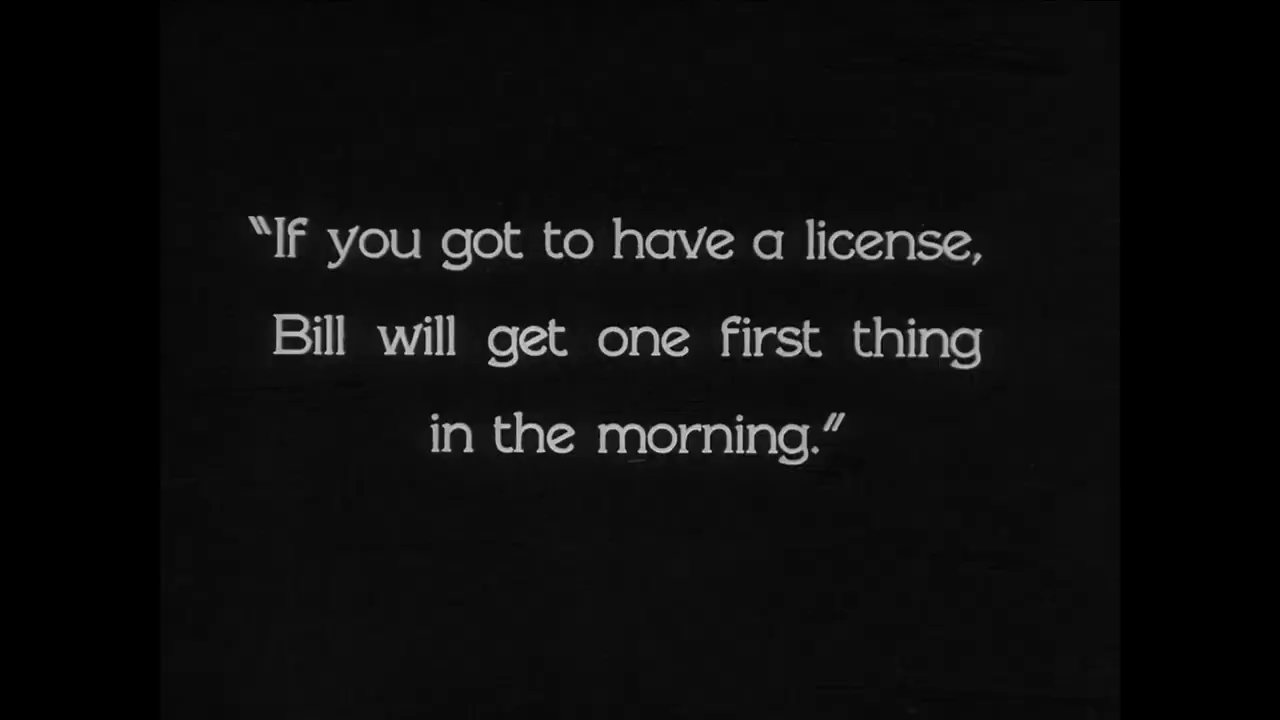 "If you got to have a license,
Bill will get one first thing
in the morning."